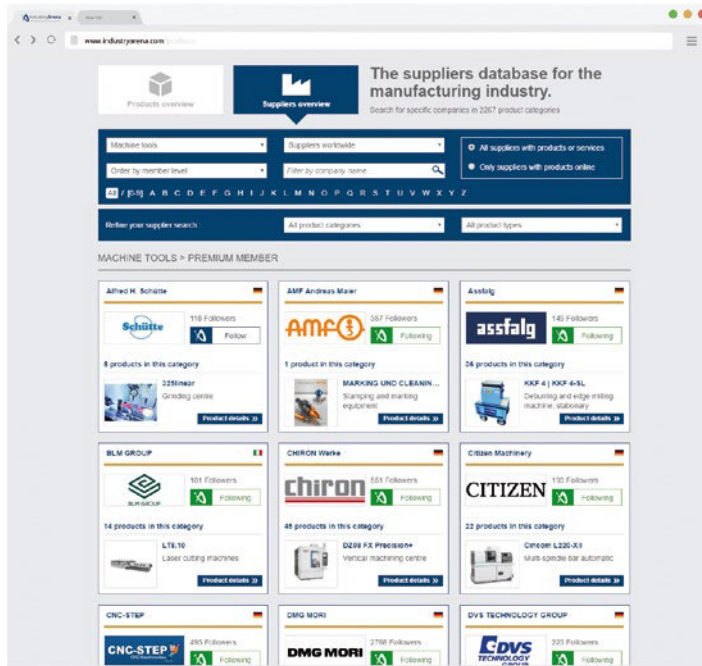 IndustryArena
www.industryarena.com
Products overview
Suppliers overview
The suppliers database for the
manufacturing industry.
Search for specific companies in 2267 product categories
Machine tools
Suppliers worldwide
All suppliers with products or services
Order by member level
Filter by company name...
Only suppliers with products online
All / [0-9] A B C D E F G H I J K L M N O P Q R S T U V W X Y Z
Refine your supplier search :
All product categories
All product types
MACHINE TOOLS > PREMIUM MEMBER
Alfred H. Schütte
Schütte
118 Followers
Follow
8 products in this category
325linear
Grinding centre
Product details
AMF Andreas Maier
AMF
367 Followers
Following
1 product in this category
MARKING UND CLEANIN...
Stamping and marking
equipment
Product details
Assfalg
assfalg
Followers
Following
36 products in this category
KKF 4 | KKF 4-SL
Deburring and edge milling
machine, stationary
Product details
BLM GROUP
BLM GROUP
101 Followers
Following
14 products in this category
LT8.10
Laser cutting machines
Product details
CHIRON Werke
chiron
551 Followers
Following
45 products in this category
DZ08 FX Precision+
Vertical machining centre
Product details
Citizen Machinery
CITIZEN
Followers
Following
22 products in this category
Cincom L220-XII
Multi-spindle bar automatic
Product details
CNC-STEP
CNC-STEP
495 Followers
Following
DMG MORI
DMG MORI
2768 Followers
Following
DVS TECHNOLOGY GROUP
DVS
TECHNOLOGY
GROUP
223 Followers
Following